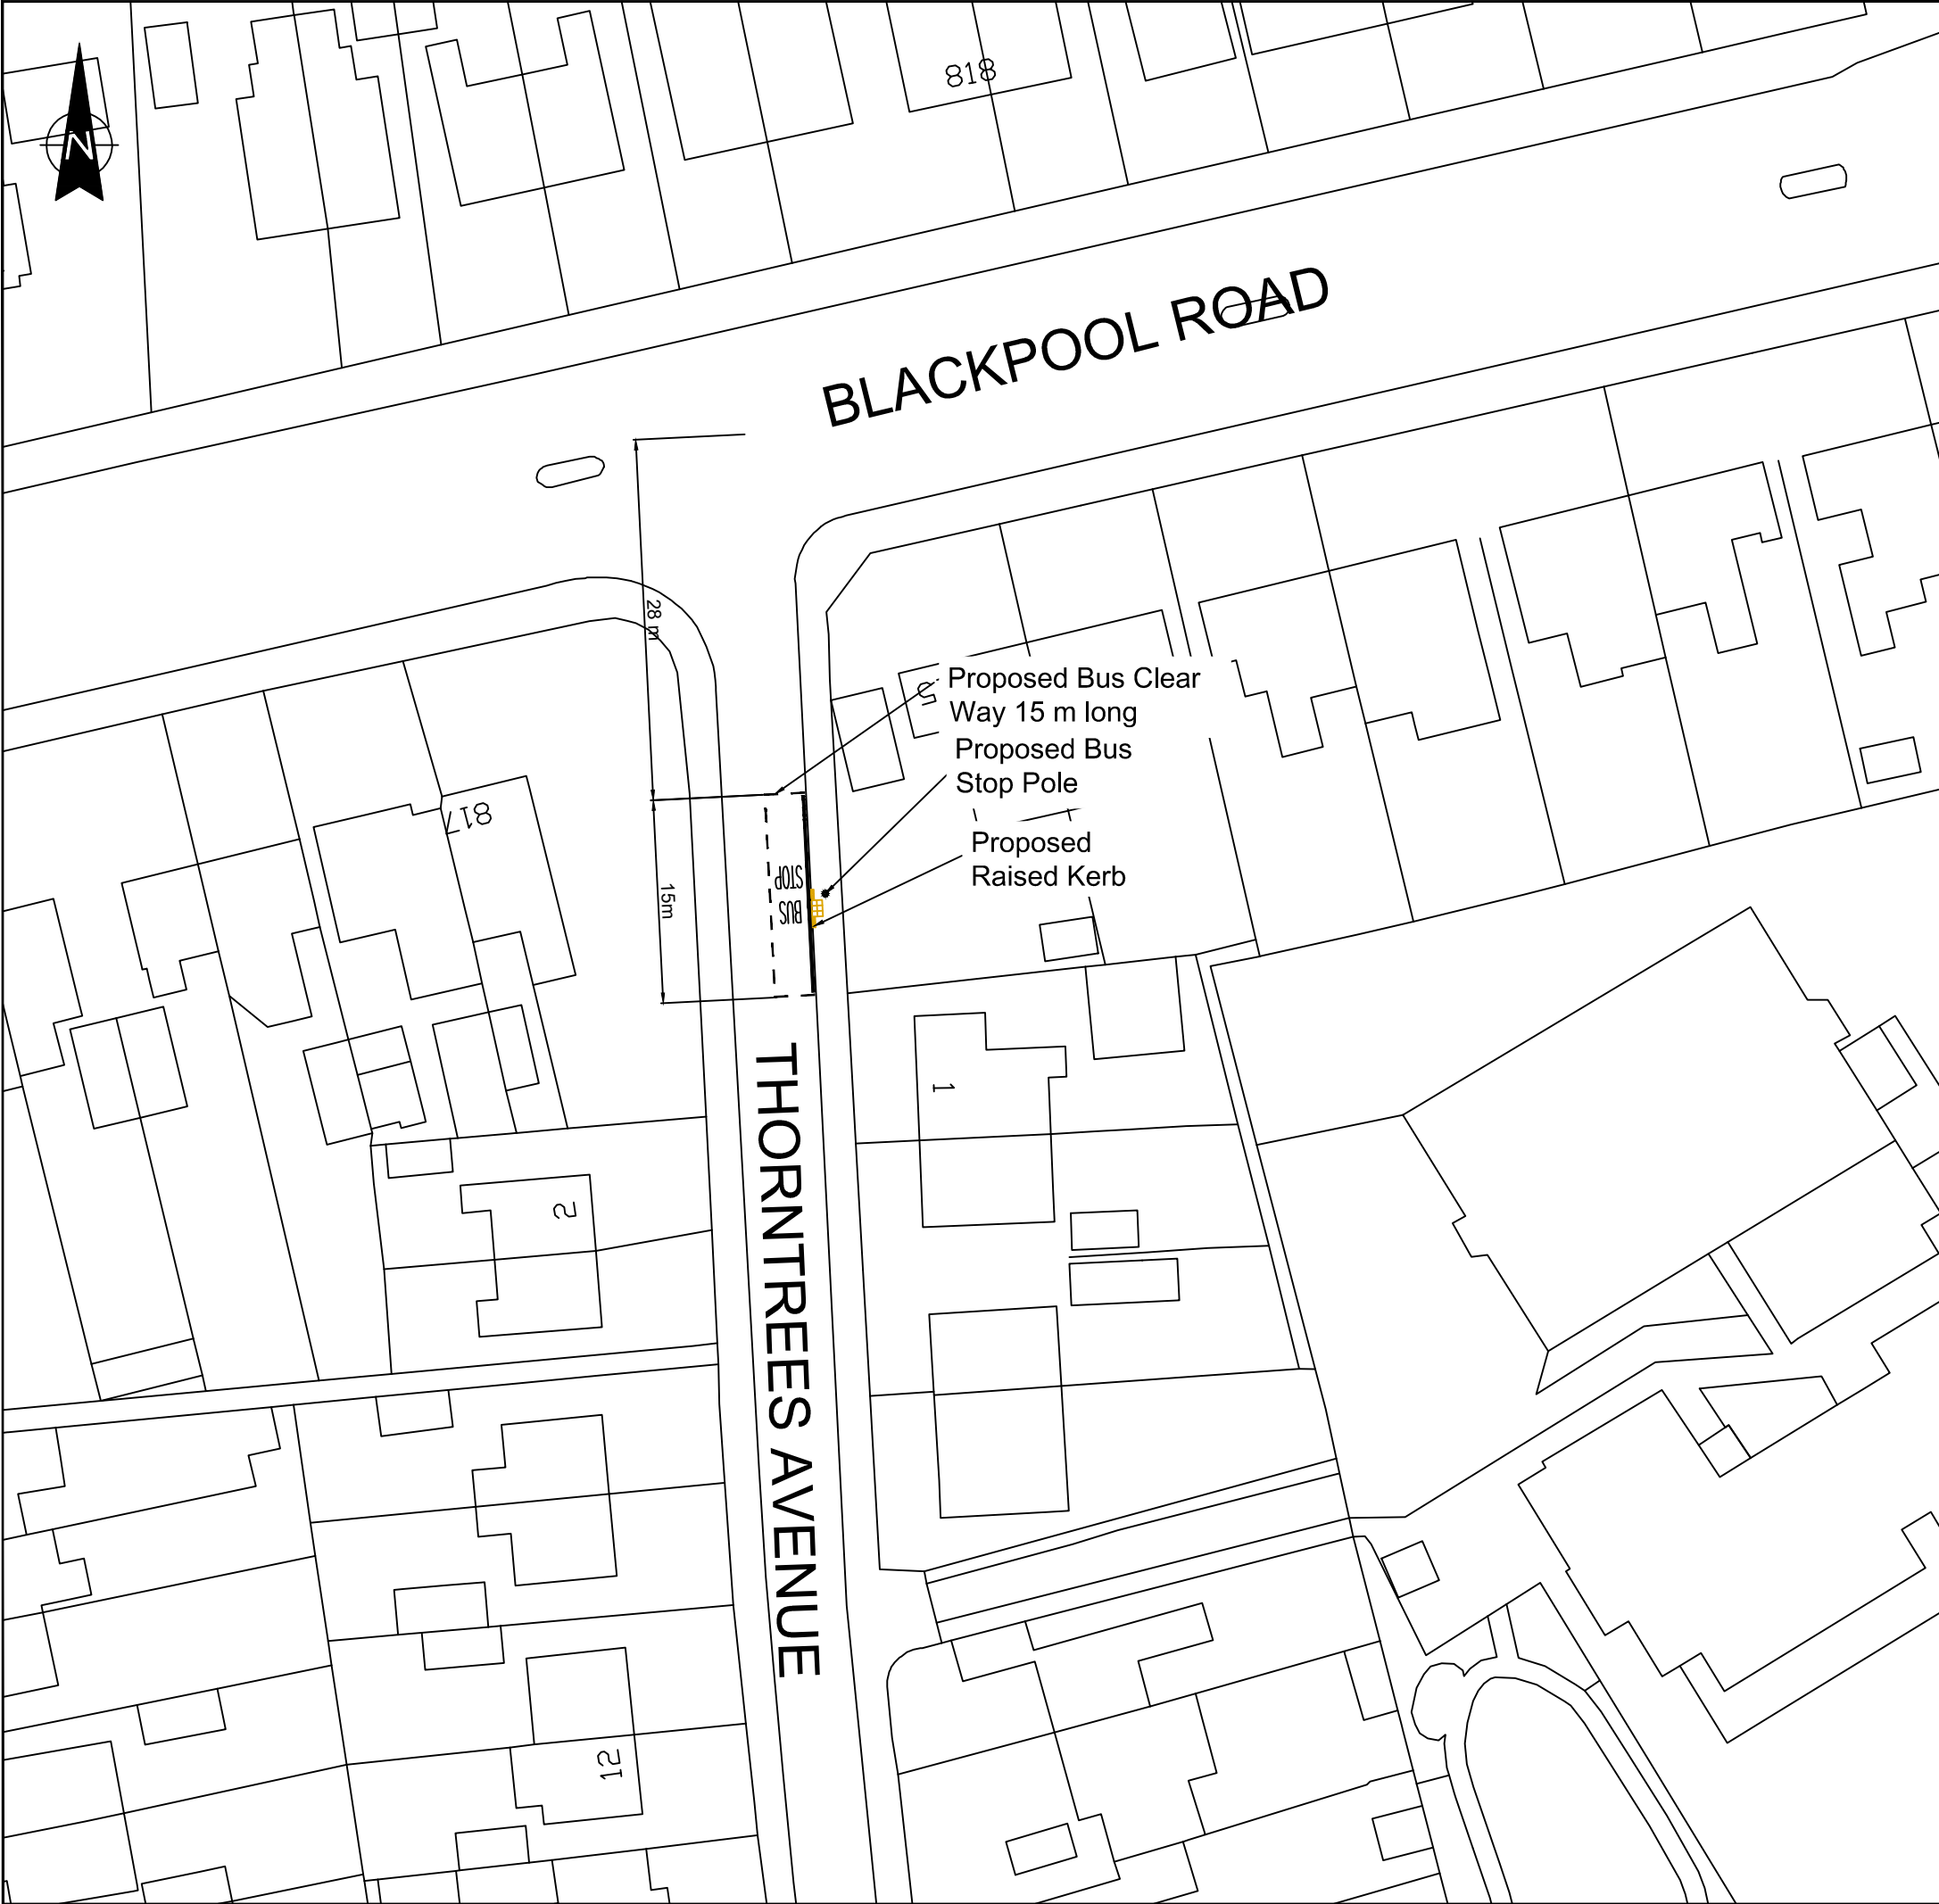 N
818
BLACKPOOL ROAD
28 m
Proposed Bus Clear
Way 15 m long
Proposed Bus
Stop Pole
817
Proposed
Raised Kerb
BUS
STOP
15m
1
THORNTREES AVENUE
2
12